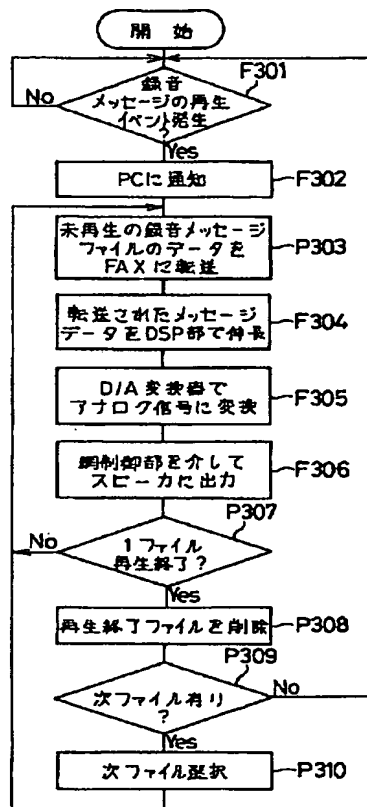 開始
F301
録音
メッセージの再生
イベント発生
?
No
Yes
PCに通知
F302
未再生の録音メッセージ
ファイルのデータを
FAXに転送
P303
転送されたメッセージ
データをDSP部で伸長
F304
D/A変換器で
アナログ信号に変換
F305
網制御部を介して
スピーカに出力
F306
P307
1ファイル
再生終了?
No
Yes
再生終了ファイルを削除
P308
P309
次ファイル有り
?
No
Yes
次ファイル選択
P310